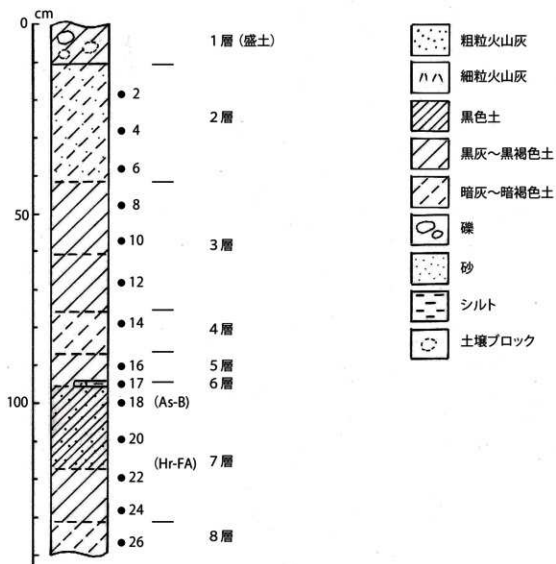 cm
0
50
100
1層 (盛土)
2層
3層
4層
5層
6層
7層
8層
2
4
6
8
10
12
14
16
17
18
20
22
24
26
(As-B)
(Hr-FA)
粗粒火山灰
細粒火山灰
黒色土
黒灰〜黒褐色土
暗灰〜暗褐色土
礫
砂
シルト
土壌ブロック